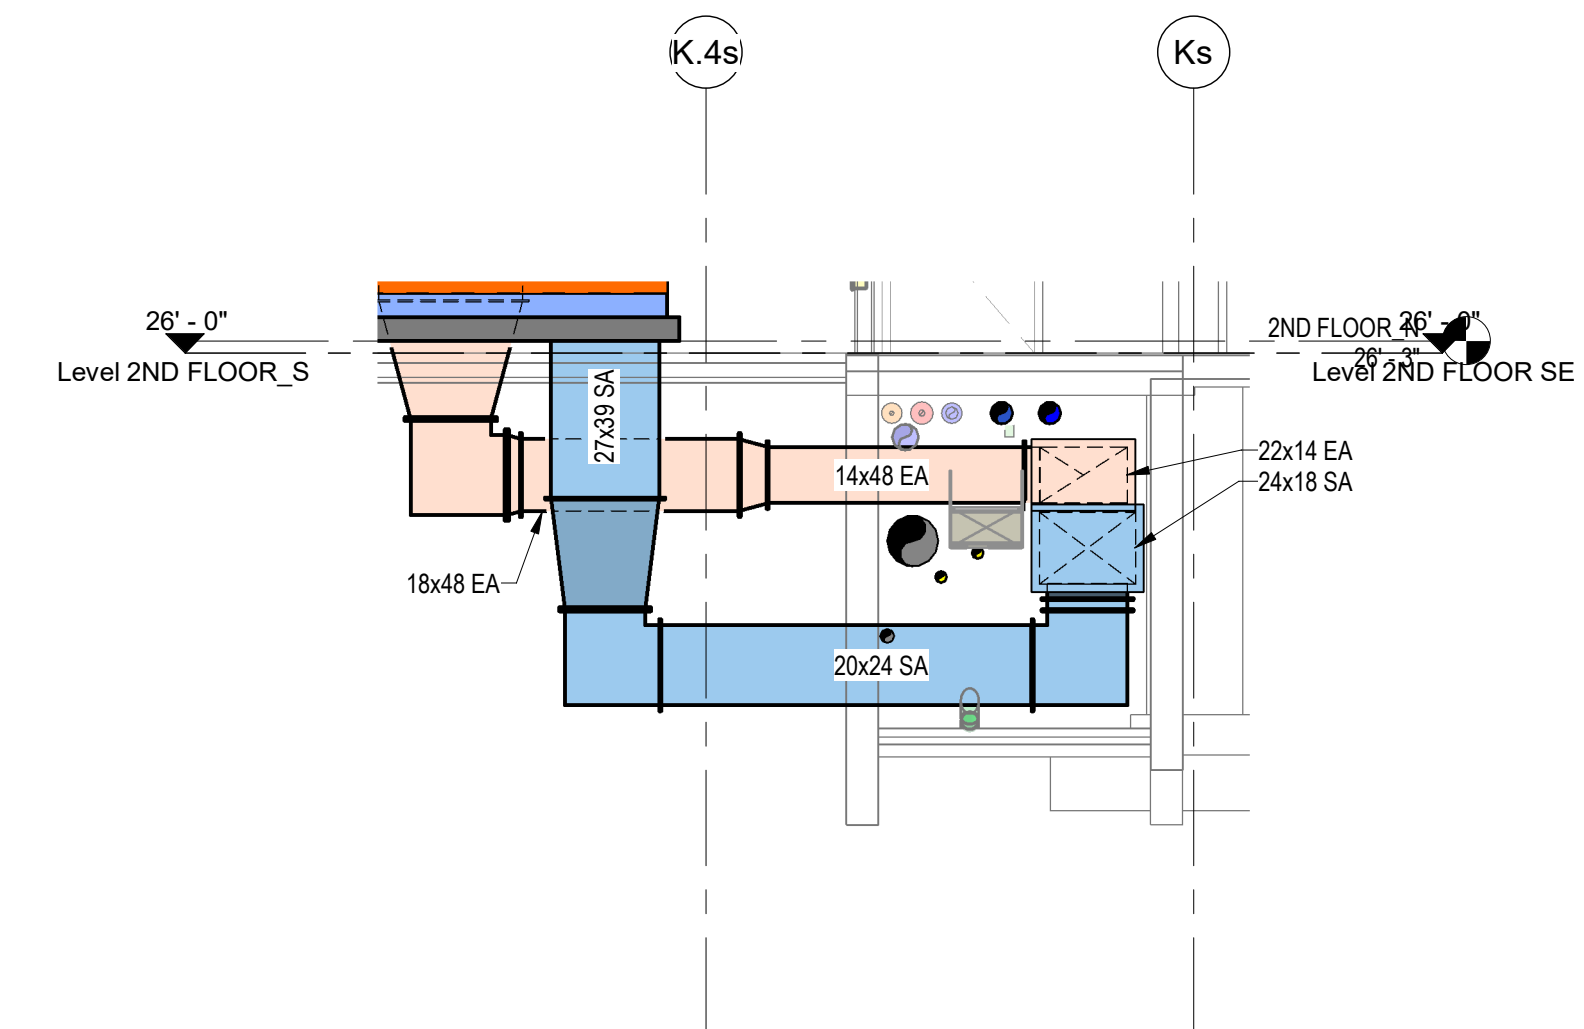 K.4s
Ks
26' - 0"
Level 2ND FLOOR_S
2ND FLOOR_N
26' - 0"
26' - 3"
Level 2ND FLOOR SE
27x39 SA
14x48 EA
22x14 EA
24x18 SA
18x48 EA
20x24 SA